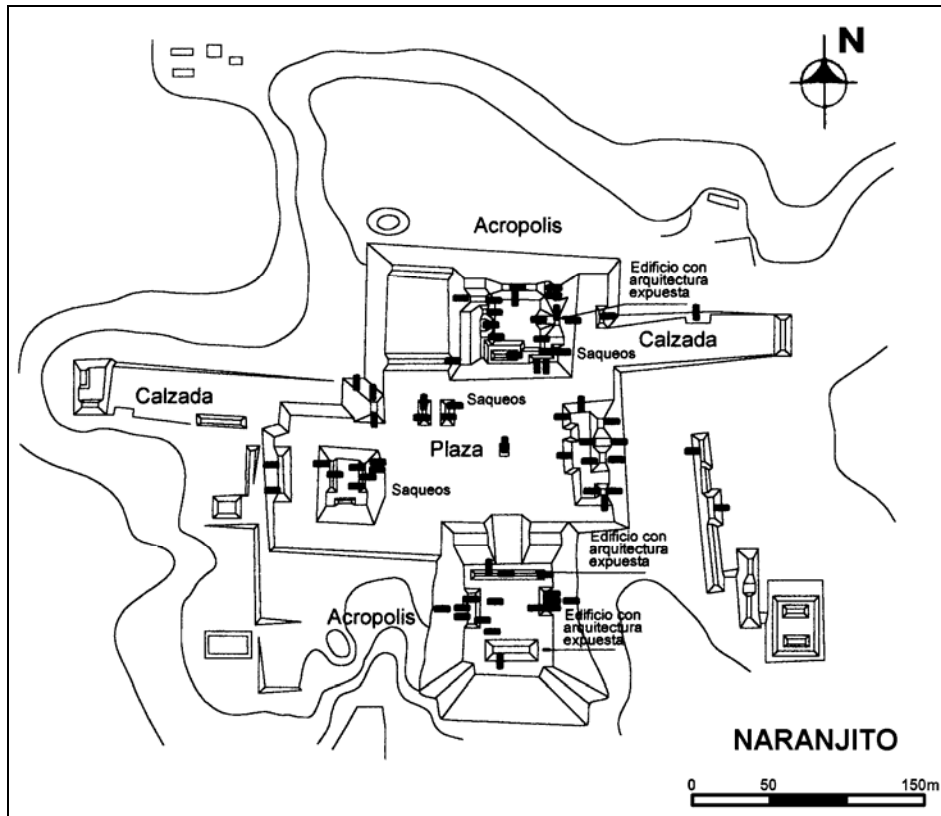 N
Acropolis
Edificio con
arquitectura
expuesta
Calzada
Saqueos
Calzada
Saqueos
Plaza
Saqueos
Edificio con
arquitectura
expuesta
Acropolis
Edificio con
arquitectura
expuesta
NARANJITO
0 50 150m